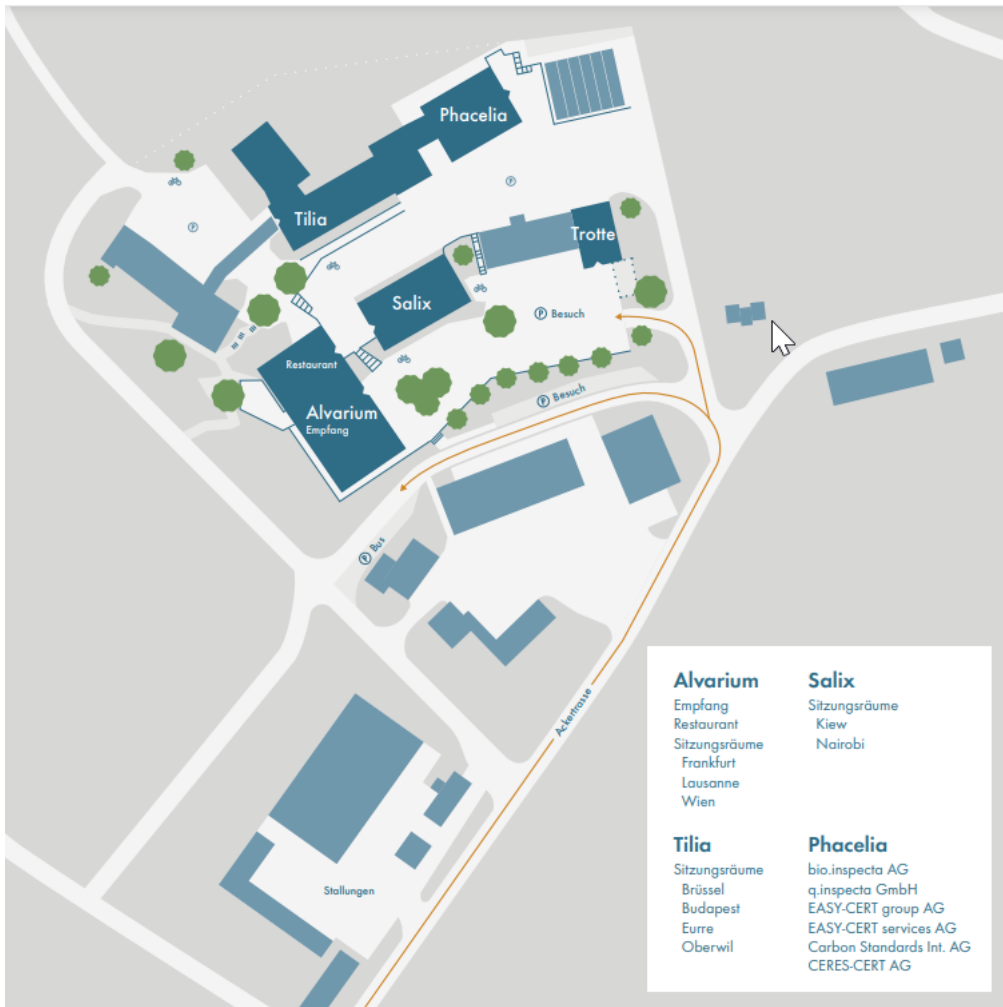 Phacelia
Tilia
Trotte
Salix
P Besuch
Restaurant
Alvarium
Empfang
P Besuch
P Bus
Ackertrasse
Stallungen
P
P
Alvarium
Empfang
Restaurant
Sitzungsräume
Frankfurt
Lausanne
Wien
Salix
Sitzungsräume
Kiew
Nairobi
Tilia
Sitzungsräume
Brüssel
Budapest
Eurre
Oberwil
Phacelia
bio.inspecta AG
q.inspecta GmbH
EASY-CERT group AG
EASY-CERT services AG
Carbon Standards Int. AG
CERES-CERT AG